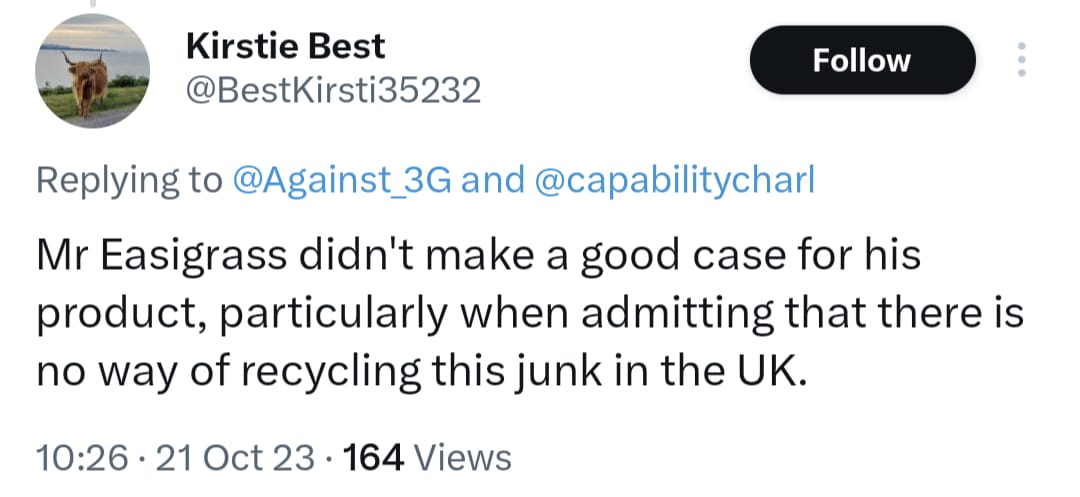 Kirstie Best
@BestKirsti35232
Follow
Replying to @Against_3G and @capabilitycharl
Mr Easigrass didn't make a good case for his
product, particularly when admitting that there is
no way of recycling this junk in the UK.
10:26 · 21 Oct 23 · 164 Views